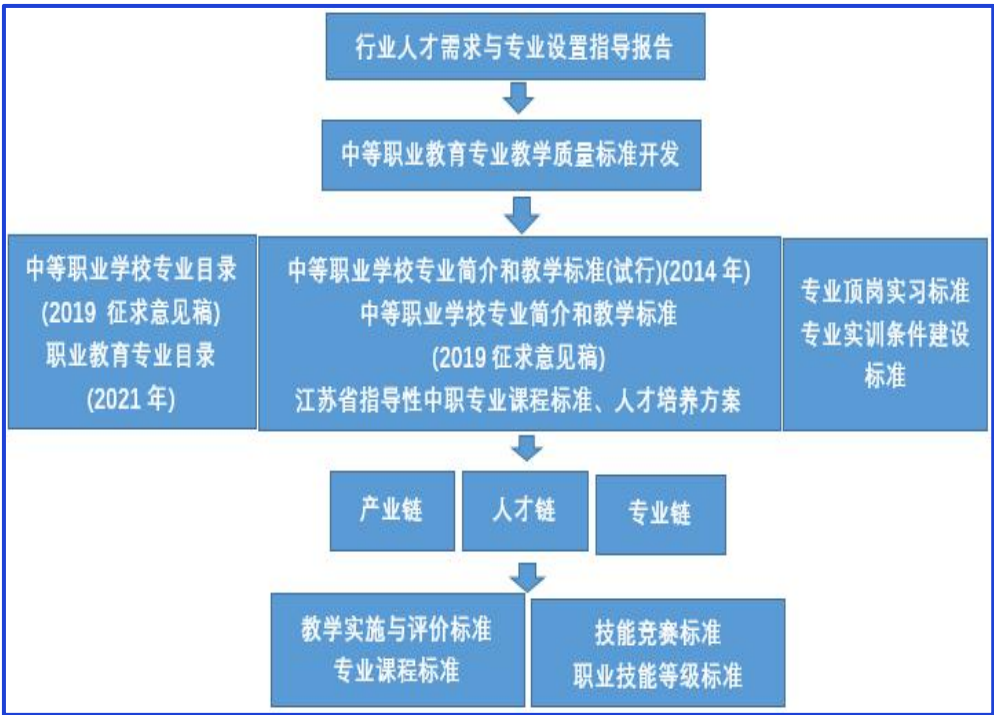 行业人才需求与专业设置指导报告
中等职业教育专业教学质量标准开发
中等职业学校专业目录
(2019 征求意见稿)
职业教育专业目录
(2021 年)
中等职业学校专业简介和教学标准(试行)(2014 年)
中等职业学校专业简介和教学标准
(2019 征求意见稿)
江苏省指导性中职专业课程标准、人才培养方案
专业顶岗实习标准
专业实训条件建设
标准
产业链
人才链
专业链
教学实施与评价标准
专业课程标准
技能竞赛标准
职业技能等级标准